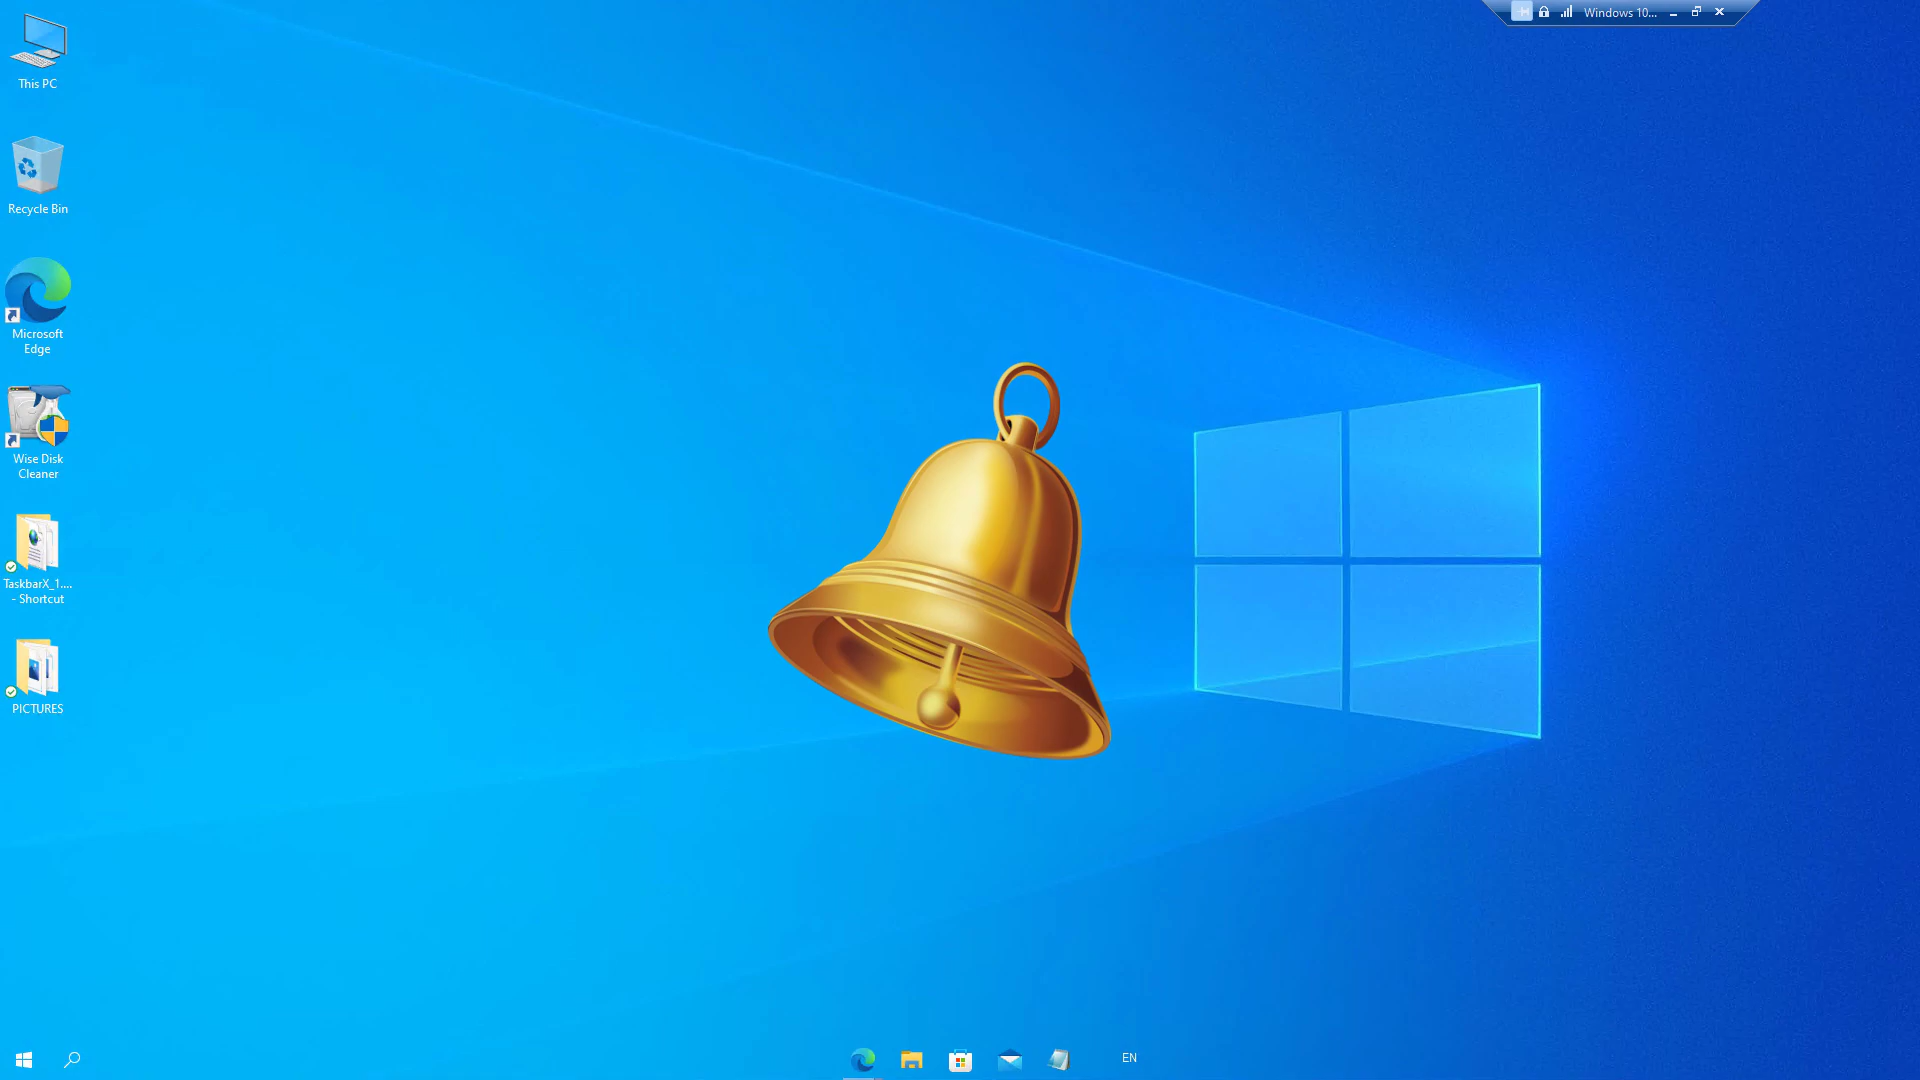 Windows 10...
This PC
Recycle Bin
Microsoft
Edge
Wise Disk
Cleaner
TaskbarX_1....
- Shortcut
PICTURES
EN